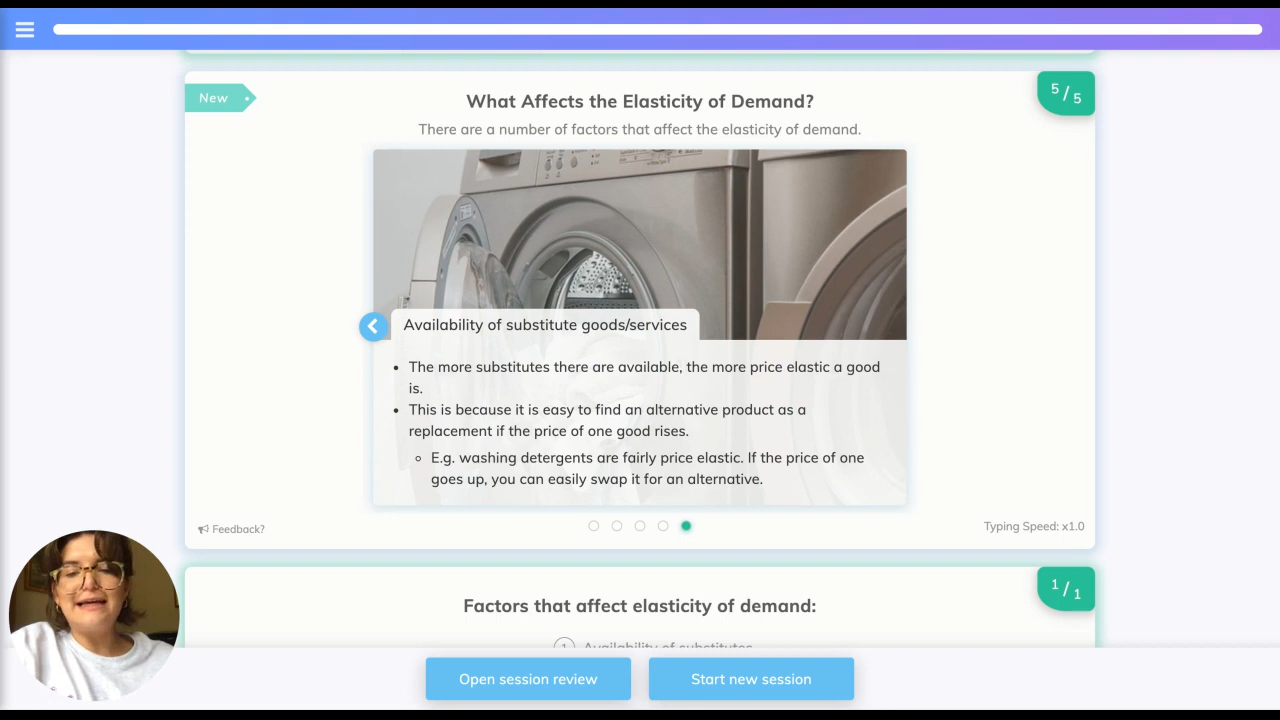 New
What Affects the Elasticity of Demand?
5/5
There are a number of factors that affect the elasticity of demand.
Availability of substitute goods/services
The more substitutes there are available, the more price elastic a good
is.
This is because it is easy to find an alternative product as a
replacement if the price of one good rises.
E.g. washing detergents are fairly price elastic. If the price of one
goes up, you can easily swap it for an alternative.
Feedback?
Typing Speed: x1.0
Factors that affect elasticity of demand:
1/1
1 Availability of substitutes
Open session review
Start new session